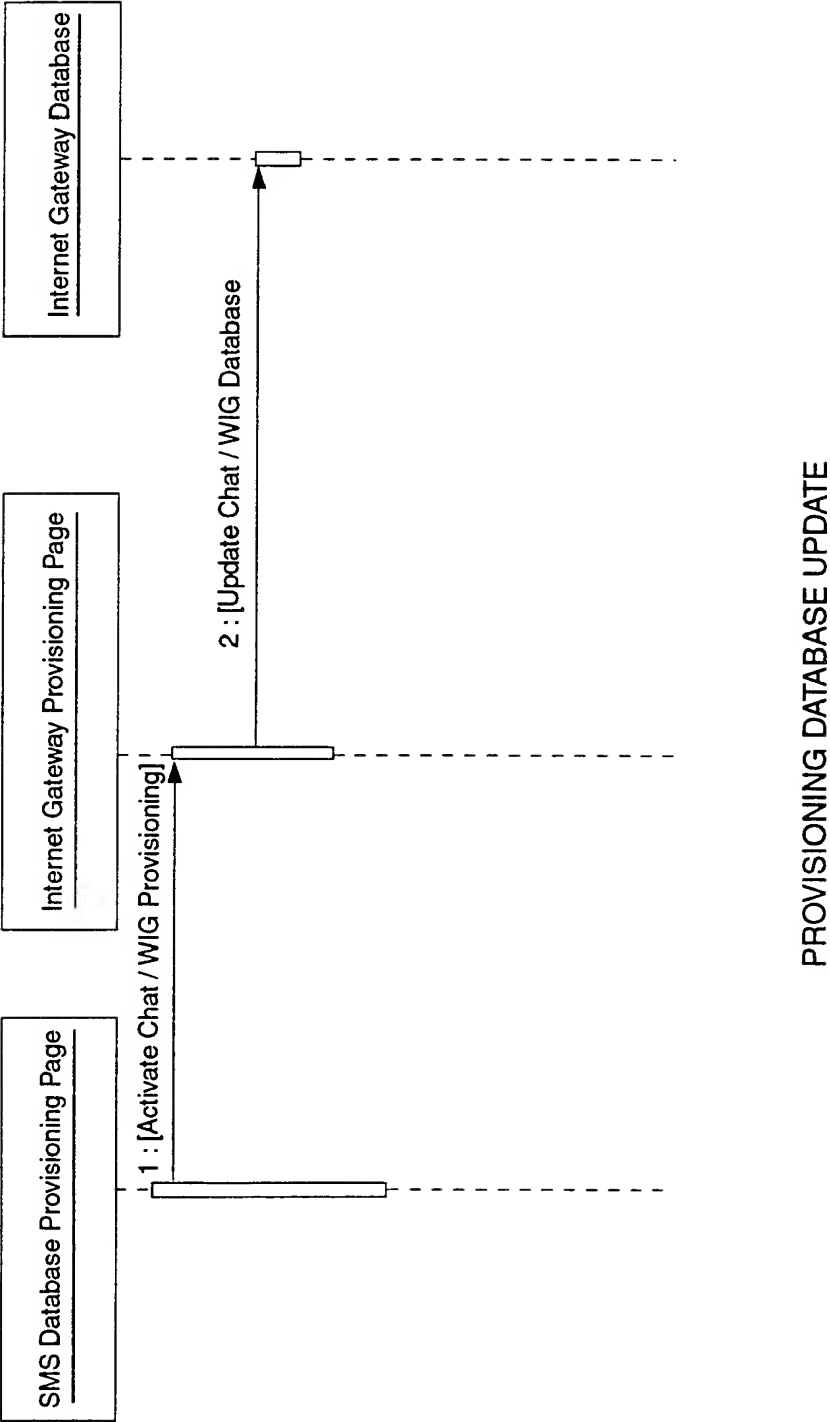 SMS Database Provisioning Page
Internet Gateway Provisioning Page
Internet Gateway Database
1 : [Activate Chat / WIG Provisioning]
2 : [Update Chat / WIG Database
PROVISIONING DATABASE UPDATE